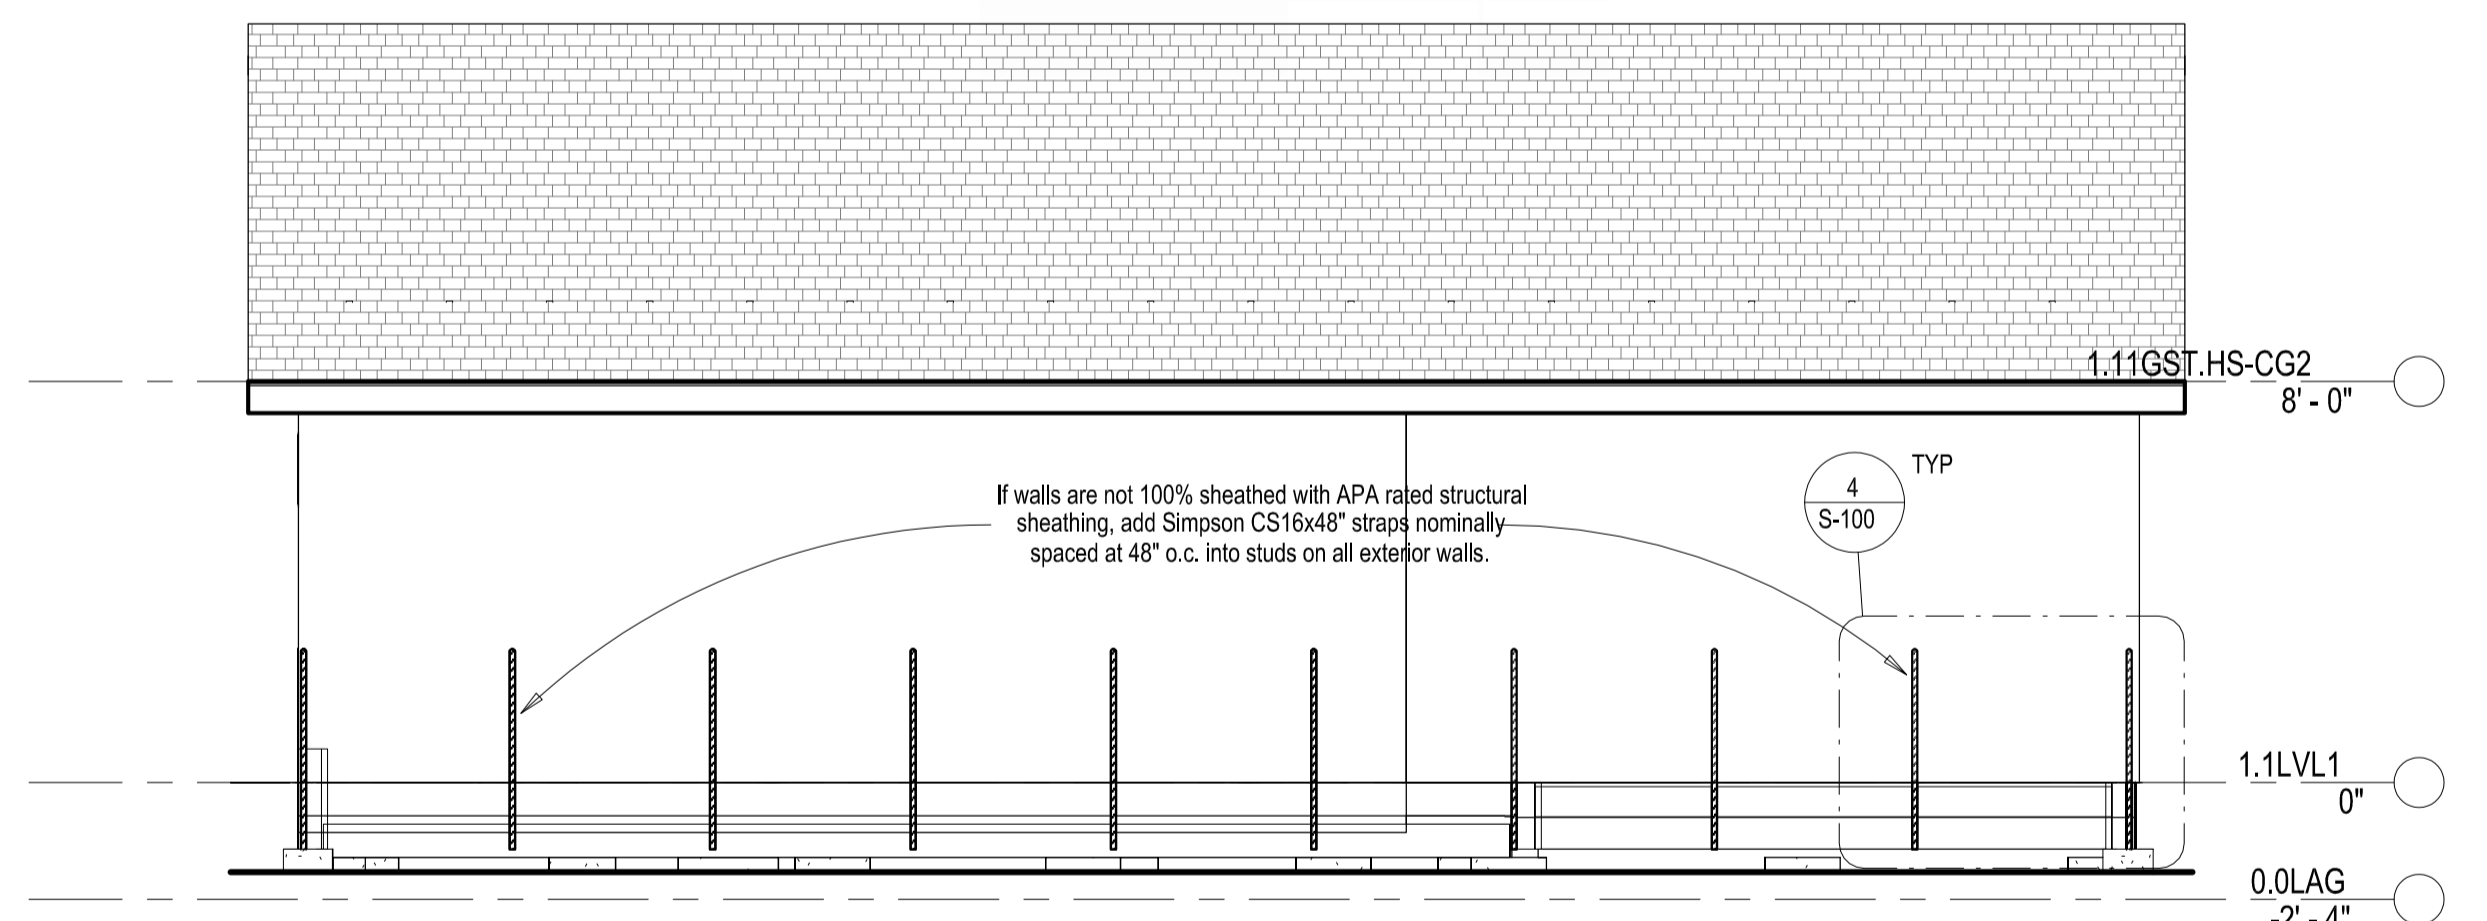 1.11GST.HS-CG2
8' - 0"
If walls are not 100% sheathed with APA rated structural
sheathing, add Simpson CS16x48" straps nominally
spaced at 48" o.c. into studs on all exterior walls.
4
S-100
TYP
1.1LVL1
0"
0.0LAG
-2' - 4"